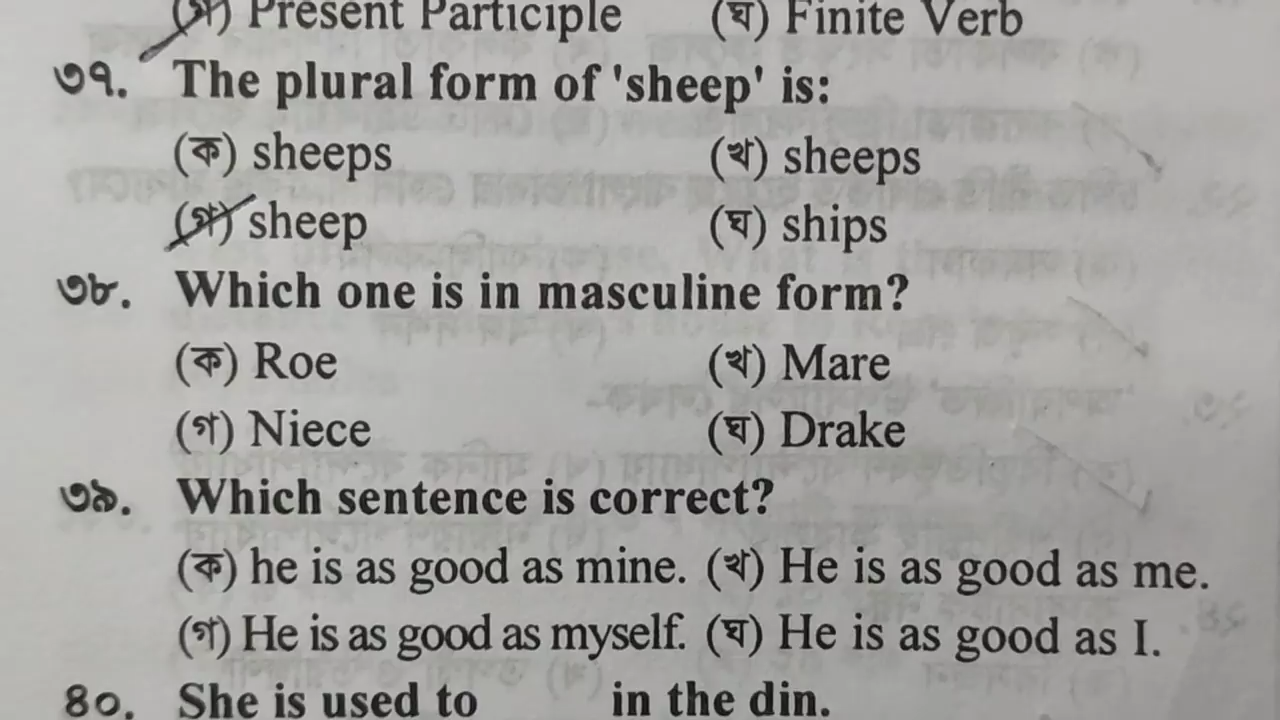 (গ) Present Participle (ঘ) Finite Verb
৩৭. The plural form of 'sheep' is:
(ক) sheeps (খ) sheeps
(গ) sheep (ঘ) ships
৩৮. Which one is in masculine form?
(ক) Roe (খ) Mare
(গ) Niece (ঘ) Drake
৩৯. Which sentence is correct?
(ক) he is as good as mine. (খ) He is as good as me.
(গ) He is as good as myself. (ঘ) He is as good as I.
৪০. She is used to in the din.